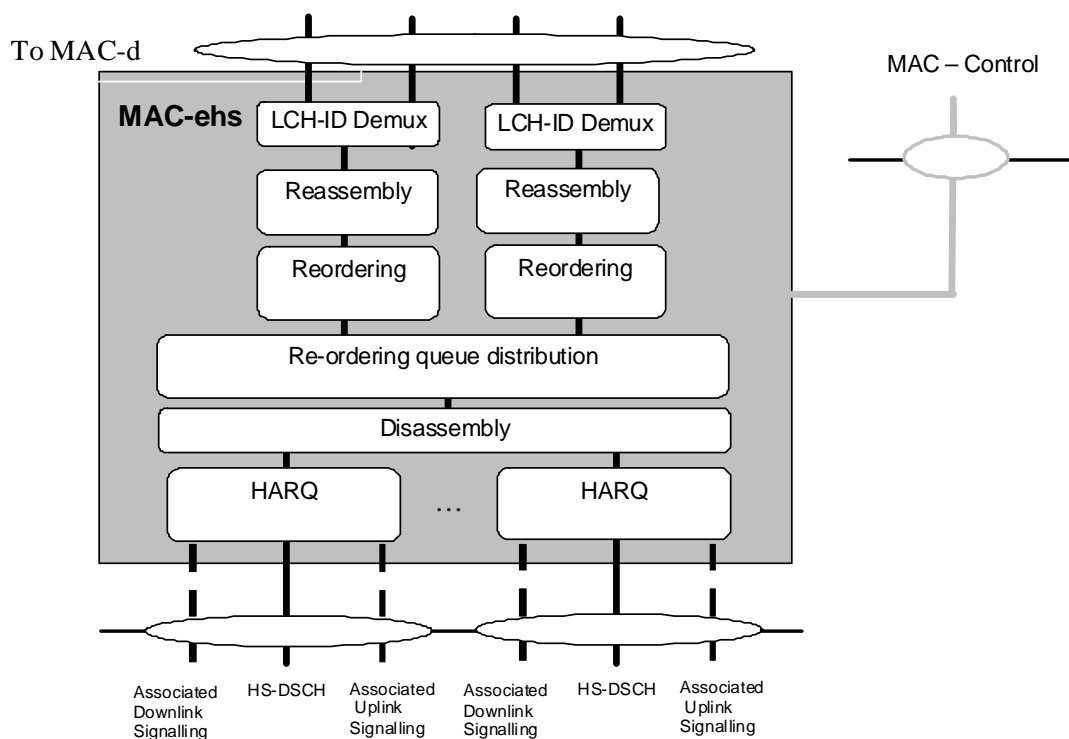 To MAC-d
MAC – Control
MAC-ehs
LCH-ID Demux
LCH-ID Demux
Reassembly
Reassembly
Reordering
Reordering
Re-ordering queue distribution
Disassembly
HARQ
…
HARQ
Associated
Downlink
Signalling
HS-DSCH
Associated
Uplink
Signalling
Associated
Downlink
Signalling
HS-DSCH
Associated
Uplink
Signalling